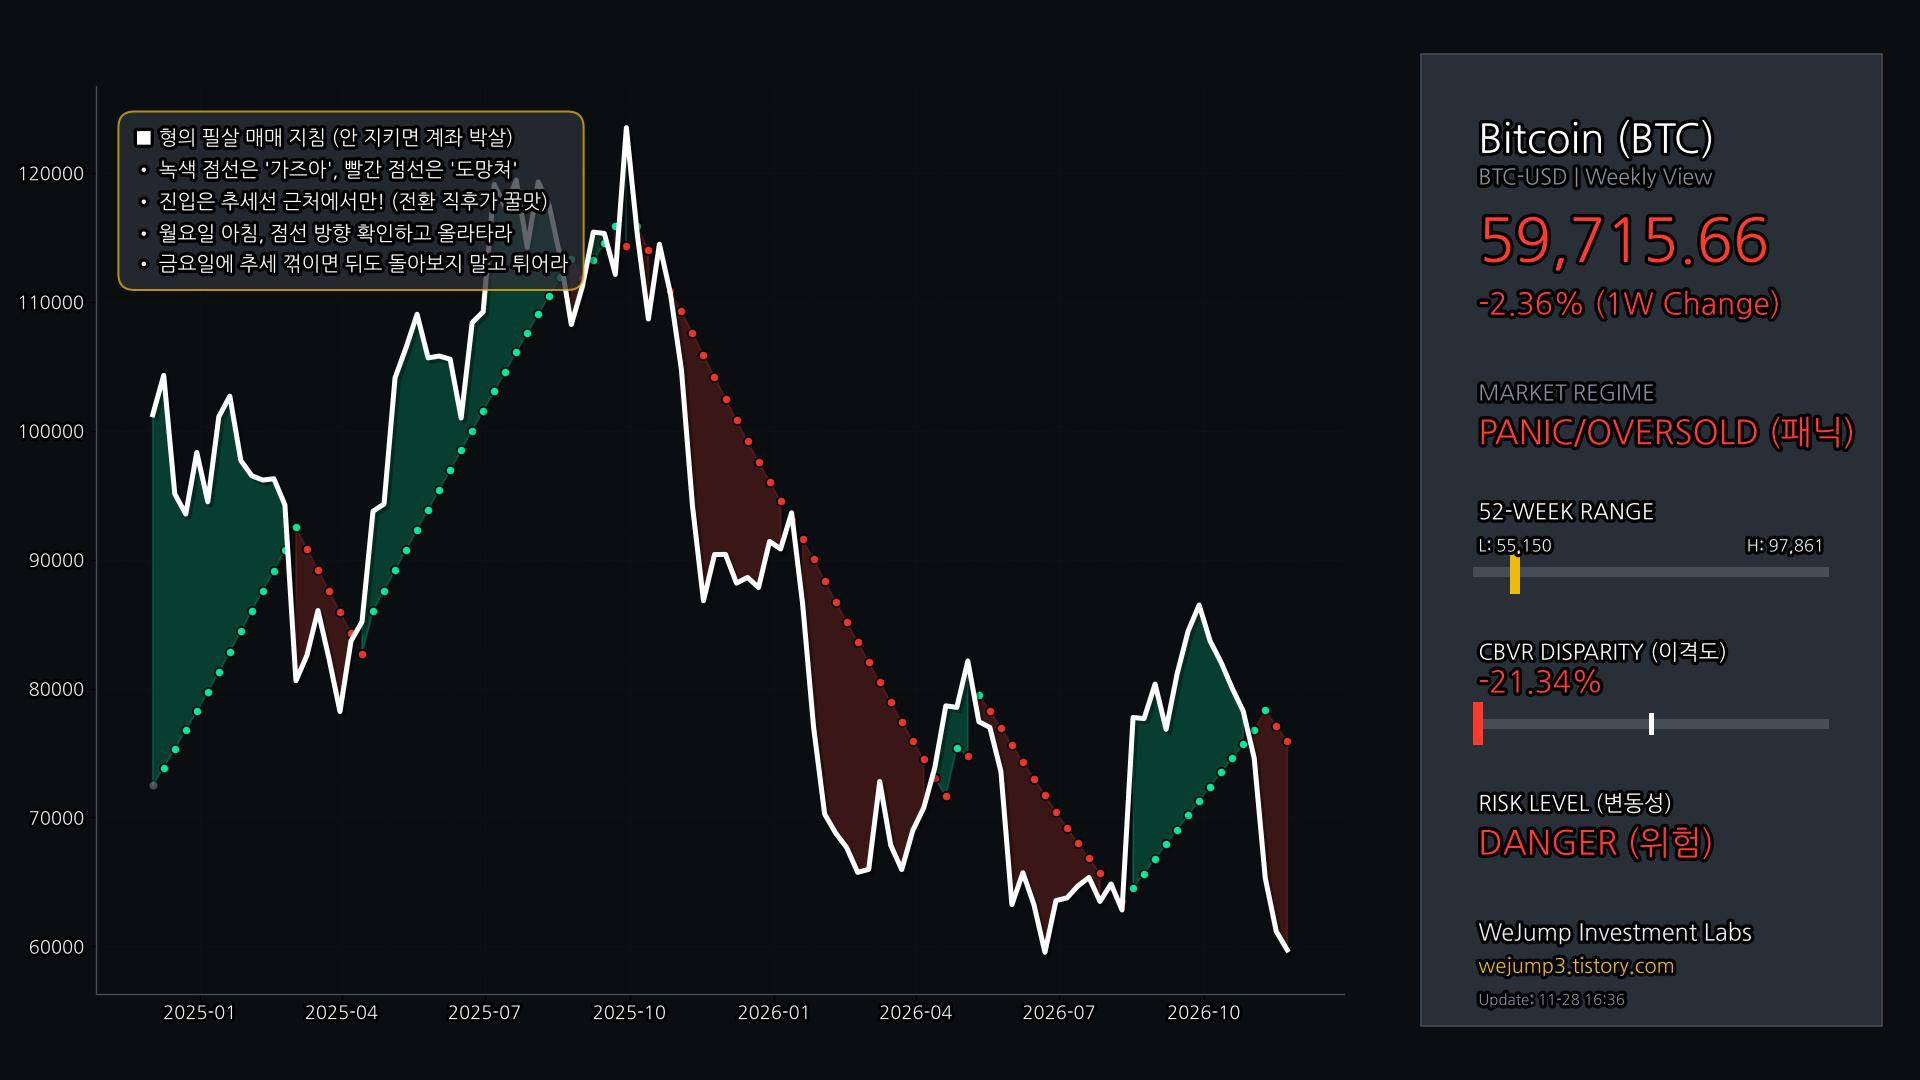 ■ 형의 필살 매매 지침 (안 지키면 계좌 박살)
• 녹색 점선은 '가즈아', 빨간 점선은 '도망쳐'
• 진입은 추세선 근처에서만! (전환 직후가 꿀맛)
• 월요일 아침, 점선 방향 확인하고 올라타라
• 금요일에 추세 꺾이면 뒤도 돌아보지 말고 튀어라
120000
110000
100000
90000
80000
70000
60000
2025-01
2025-04
2025-07
2025-10
2026-01
2026-04
2026-07
2026-10
Bitcoin (BTC)
BTC-USD | Weekly View
59,715.66
-2.36% (1W Change)
MARKET REGIME
PANIC/OVERSOLD (패닉)
52-WEEK RANGE
L: 55,150 H: 97,861
CBVR DISPARITY (이격도)
-21.34%
RISK LEVEL (변동성)
DANGER (위험)
WeJump Investment Labs
wejump3.tistory.com
Update: 11-28 16:36